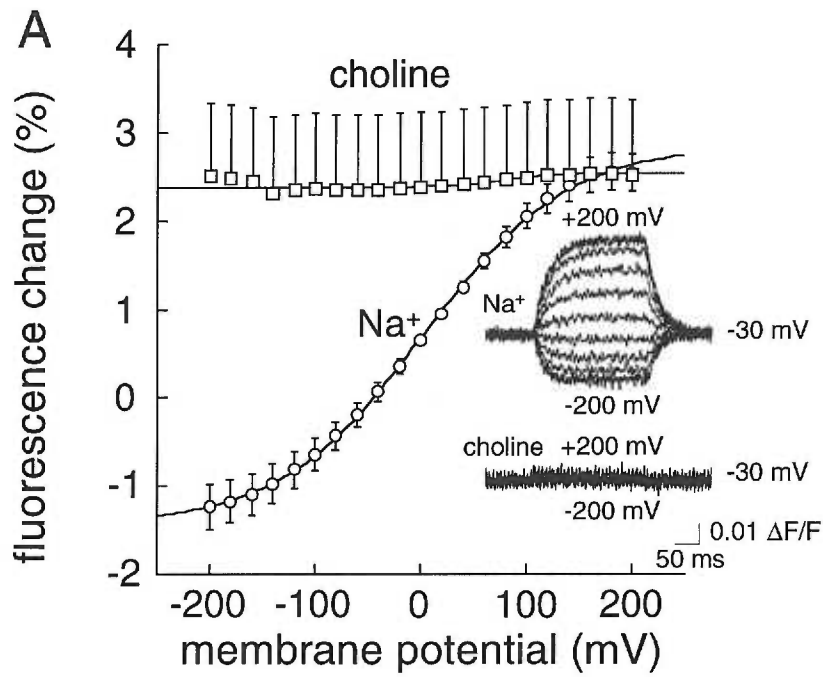 A
fluorescence change (%)
4
3
2
1
0
-1
-2
choline
Na⁺
+200 mV
Na⁺
-30 mV
-200 mV
choline +200 mV
-30 mV
-200 mV
0.01 ΔF/F
50 ms
-200 -100 0 100 200
membrane potential (mV)